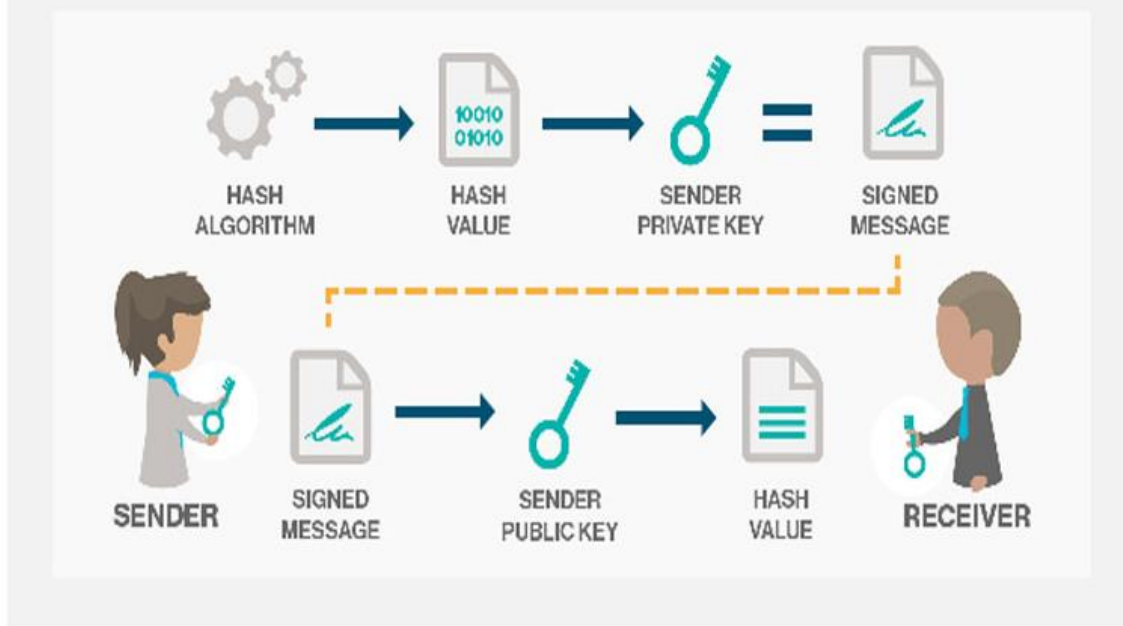 HASH
ALGORITHM
10010
01010
HASH
VALUE
SENDER
PRIVATE KEY
SIGNED
MESSAGE
SENDER
SIGNED
MESSAGE
SENDER
PUBLIC KEY
HASH
VALUE
RECEIVER